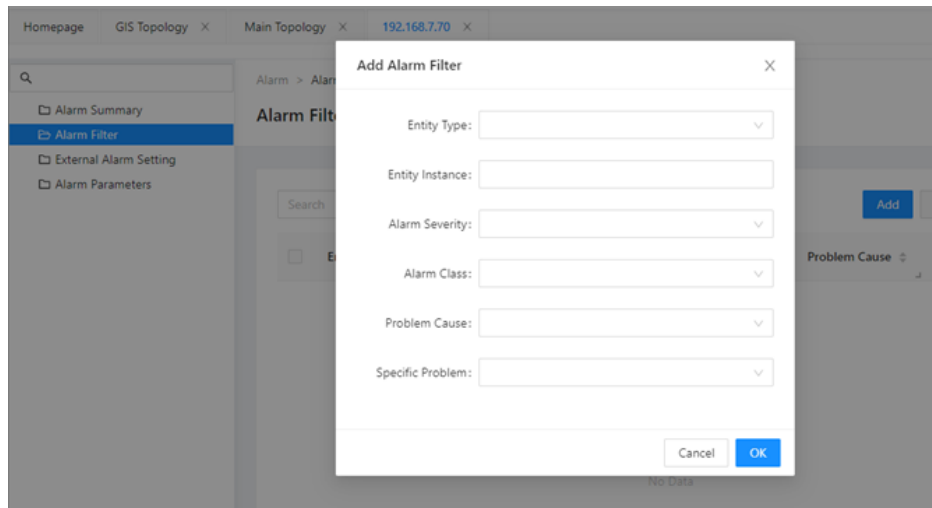 Homepage GIS Topology × Main Topology × 192.168.7.70 ×
Add Alarm Filter
Alarm >
Alarm Summary
Alarm Filter
External Alarm Setting
Alarm Parameters
Entity Type:
Entity Instance:
Search
Add
Alarm Severity:
Problem Cause
Alarm Class:
Problem Cause:
Specific Problem:
Cancel OK
No Data